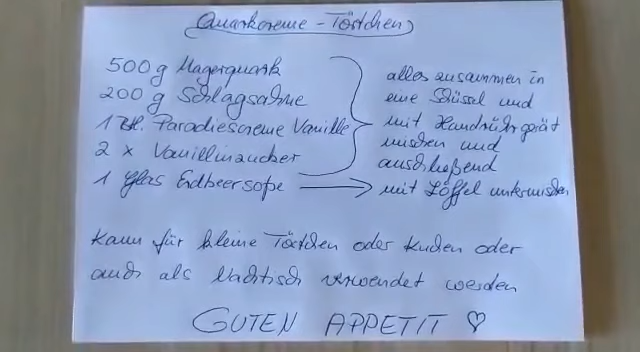 Quarkcreme - Törtchen
500 g Magerquark
200 g Schlagsahne
1 Btl. Paradiescreme Vanille
2 x Vanillinzucker
1 Glas Erdbeersoße
alles zusammen in
eine Schüssel und
mit Handrührgerät
mischen und
anschließend
mit Löffel untermischen
Kann für kleine Törtchen oder Kuchen oder
auch als Nachtisch verwendet werden
GUTEN APPETIT ♡